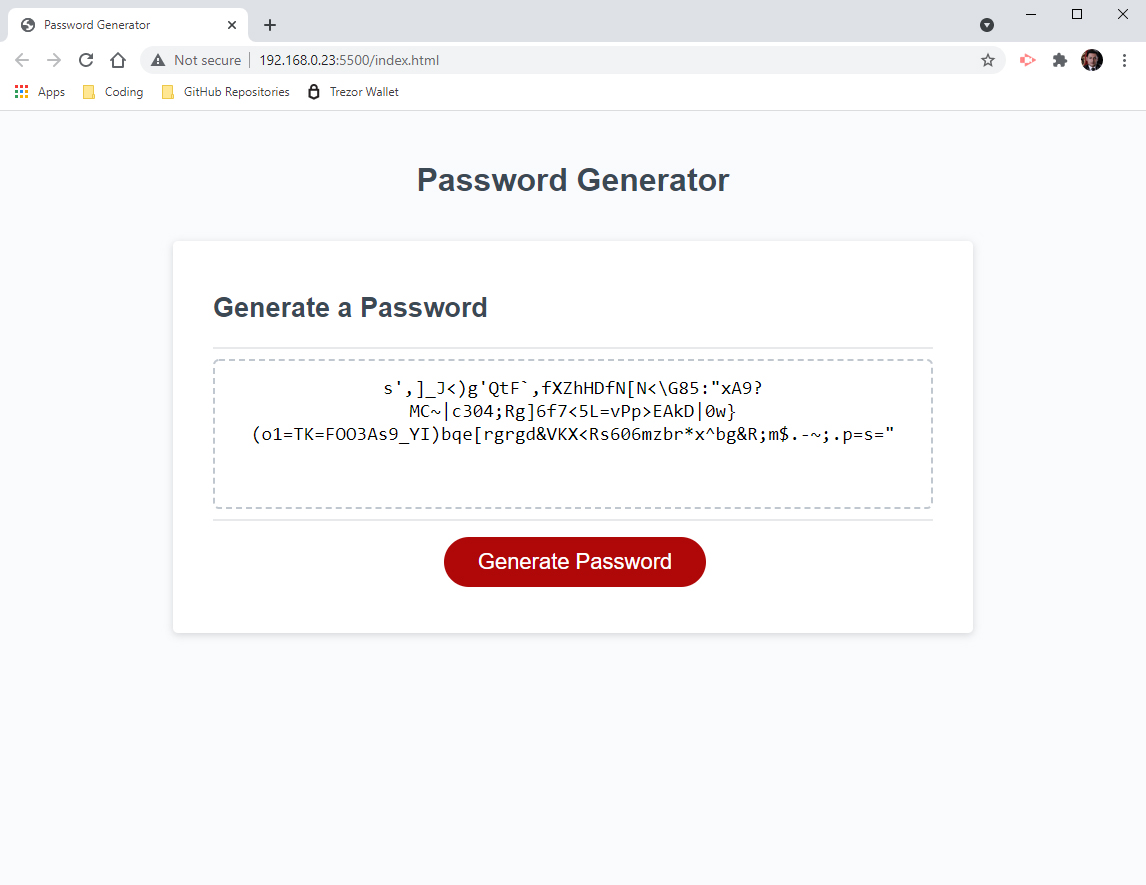 Password Generator
Not secure
192.168.0.23:5500/index.html
Apps
Coding
GitHub Repositories
Trezor Wallet
Password Generator
Generate a Password
s',]_J<)g'QtF`,fXZhHDfN[N<\G85:"xA9?
MC~|c304;Rg]6f7<5L=vPp>EAkD|0w}
(o1=TK=FOO3As9_YI)bqe[rgrgd&VKX<Rs606mzbr*x^bg&R;m$.-~;.p=s="
Generate Password